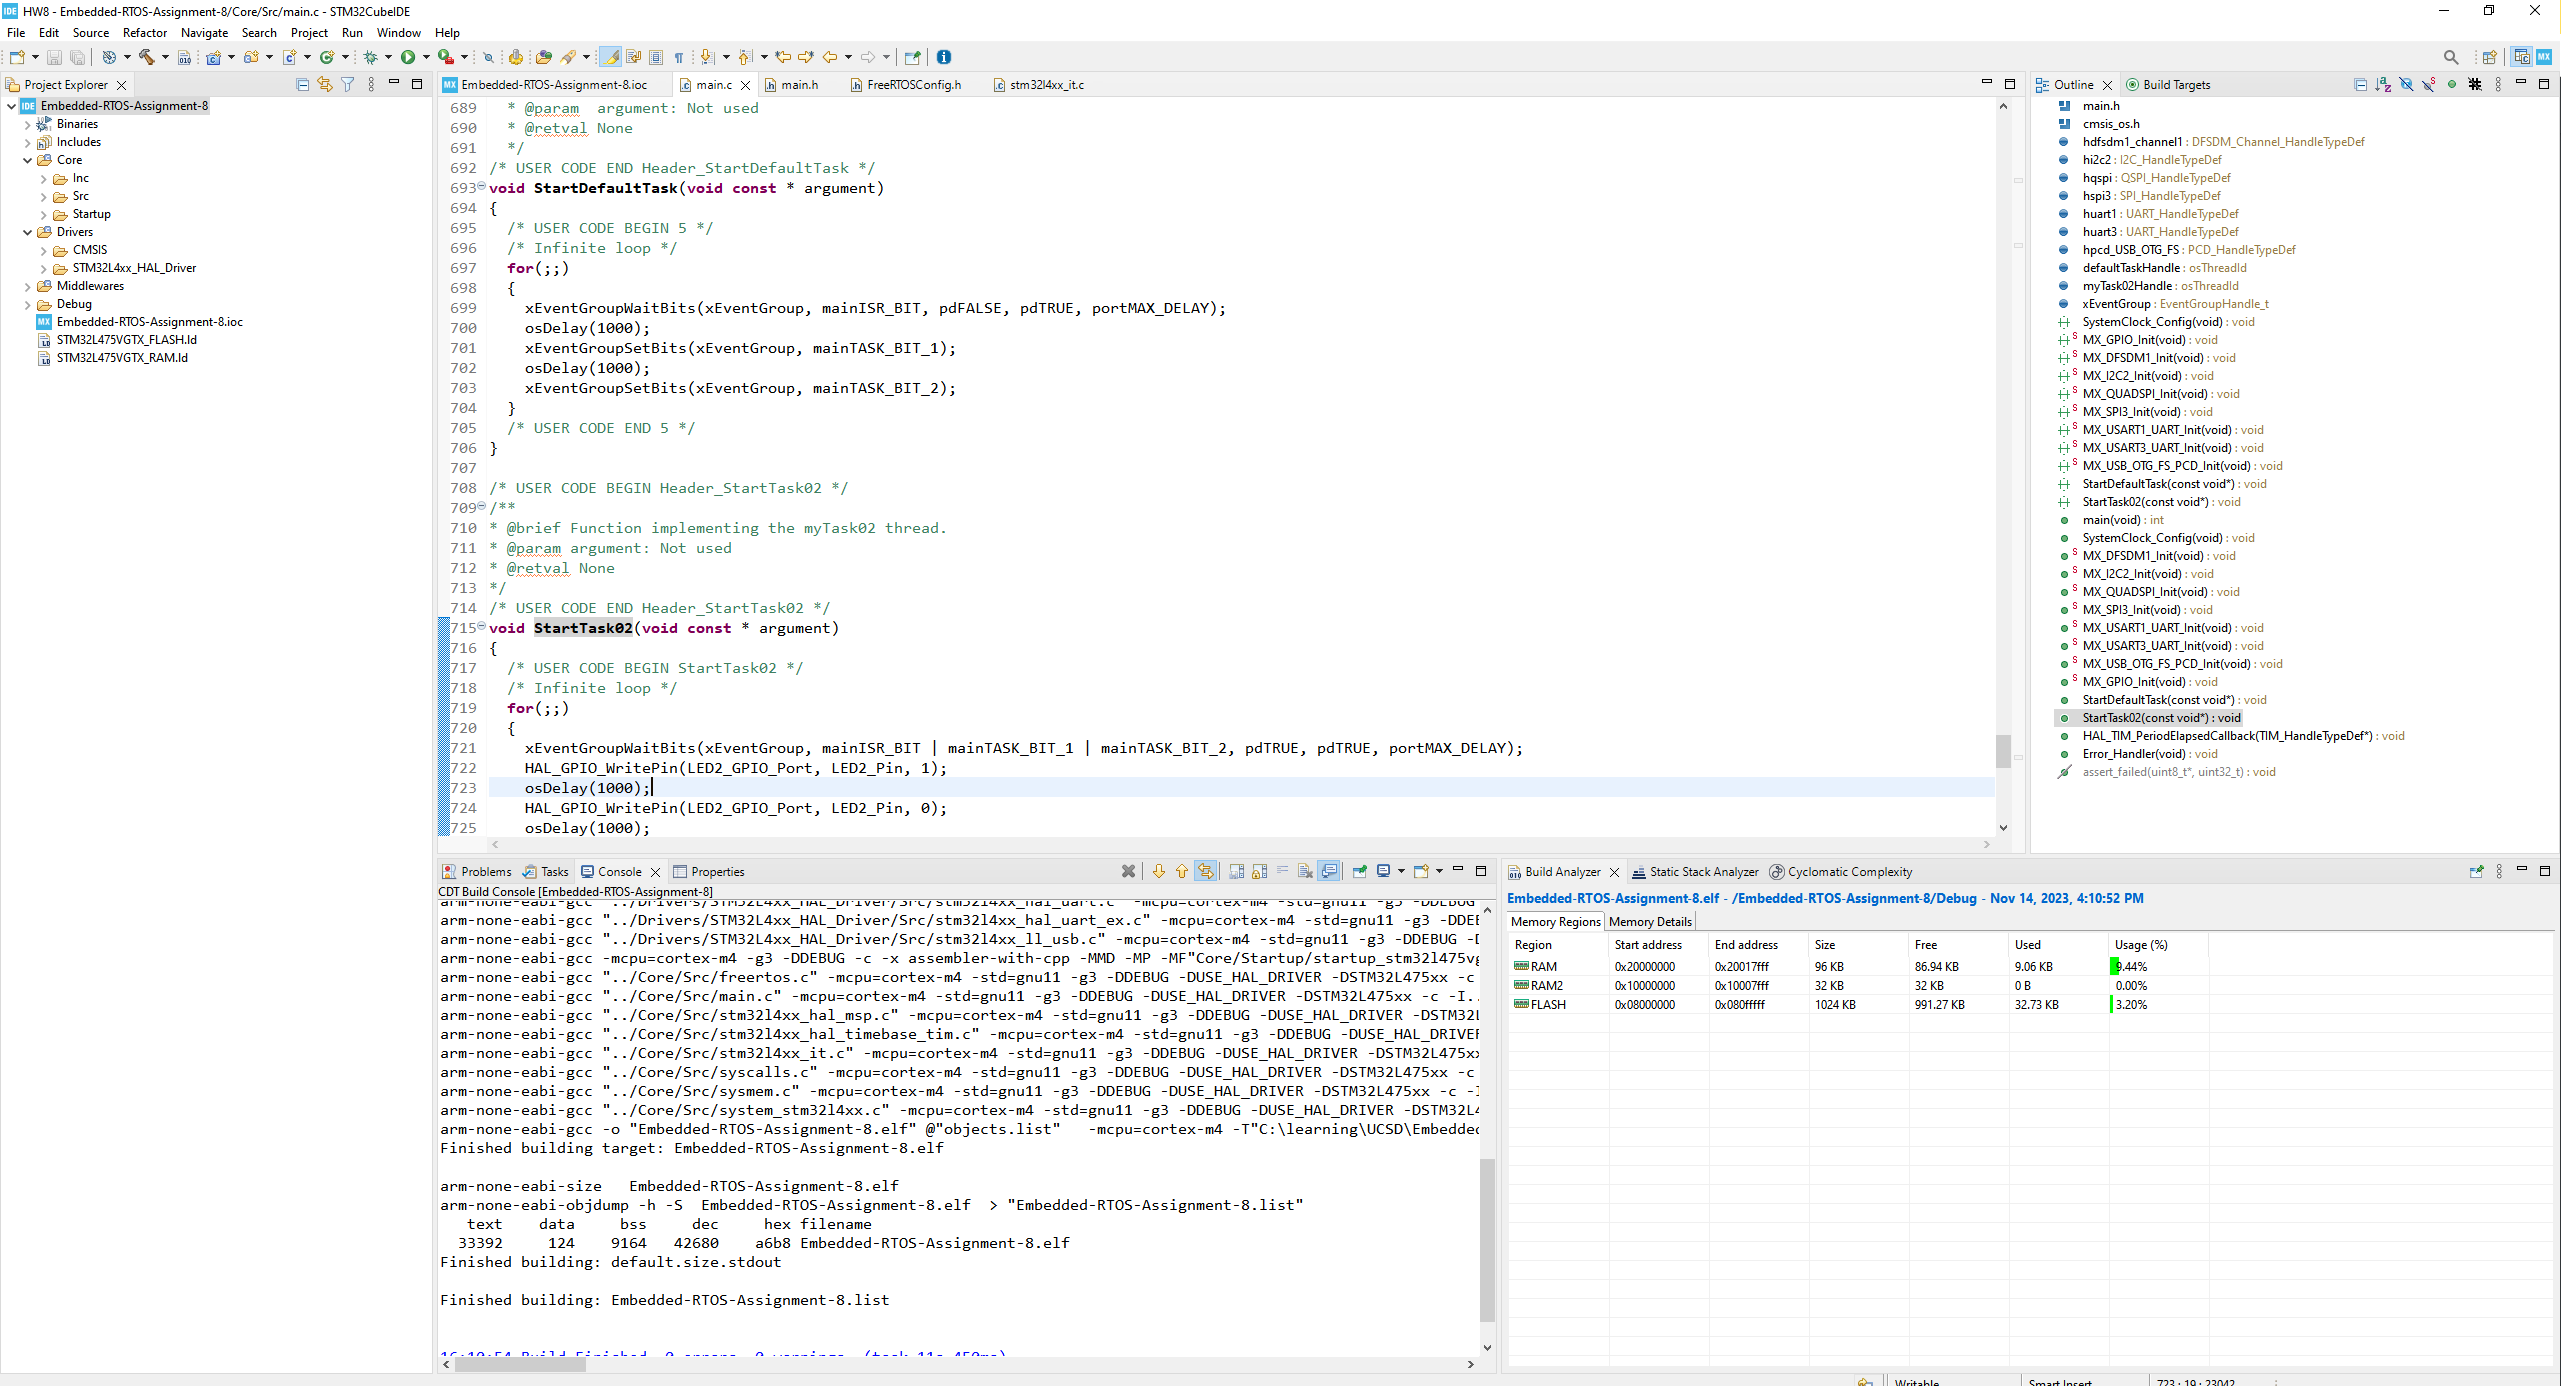 HW8 - Embedded-RTOS-Assignment-8/Core/Src/main.c - STM32CubeIDE
File Edit Source Refactor Navigate Search Project Run Window Help
Project Explorer
Embedded-RTOS-Assignment-8
Binaries
Includes
Core
Inc
Src
Startup
Drivers
CMSIS
STM32L4xx_HAL_Driver
Middlewares
Debug
Embedded-RTOS-Assignment-8.ioc
STM32L475VGTX_FLASH.ld
STM32L475VGTX_RAM.ld
Embedded-RTOS-Assignment-8.ioc main.c main.h FreeRTOSConfig.h stm32l4xx_it.c
689 * @param argument: Not used
690 * @retval None
691 */
692 /* USER CODE END Header_StartDefaultTask */
693 void StartDefaultTask(void const * argument)
694 {
695 /* USER CODE BEGIN 5 */
696 /* Infinite loop */
697 for(;;)
698 {
699 xEventGroupWaitBits(xEventGroup, mainISR_BIT, pdFALSE, pdTRUE, portMAX_DELAY);
700 osDelay(1000);
701 xEventGroupSetBits(xEventGroup, mainTASK_BIT_1);
702 osDelay(1000);
703 xEventGroupSetBits(xEventGroup, mainTASK_BIT_2);
704 }
705 /* USER CODE END 5 */
706 }
707
708 /* USER CODE BEGIN Header_StartTask02 */
709 /**
710 * @brief Function implementing the myTask02 thread.
711 * @param argument: Not used
712 * @retval None
713 */
714 /* USER CODE END Header_StartTask02 */
715 void StartTask02(void const * argument)
716 {
717 /* USER CODE BEGIN StartTask02 */
718 /* Infinite loop */
719 for(;;)
720 {
721 xEventGroupWaitBits(xEventGroup, mainISR_BIT | mainTASK_BIT_1 | mainTASK_BIT_2, pdTRUE, pdTRUE, portMAX_DELAY);
722 HAL_GPIO_WritePin(LED2_GPIO_Port, LED2_Pin, 1);
723 osDelay(1000);
724 HAL_GPIO_WritePin(LED2_GPIO_Port, LED2_Pin, 0);
725 osDelay(1000);
Outline Build Targets
main.h
cmsis_os.h
hdfsdm1_channel1 : DFSDM_Channel_HandleTypeDef
hi2c2 : I2C_HandleTypeDef
hqspi : QSPI_HandleTypeDef
hspi3 : SPI_HandleTypeDef
huart1 : UART_HandleTypeDef
huart3 : UART_HandleTypeDef
hpcd_USB_OTG_FS : PCD_HandleTypeDef
defaultTaskHandle : osThreadId
myTask02Handle : osThreadId
xEventGroup : EventGroupHandle_t
SystemClock_Config(void) : void
MX_GPIO_Init(void) : void
MX_DFSDM1_Init(void) : void
MX_I2C2_Init(void) : void
MX_QUADSPI_Init(void) : void
MX_SPI3_Init(void) : void
MX_USART1_UART_Init(void) : void
MX_USART3_UART_Init(void) : void
MX_USB_OTG_FS_PCD_Init(void) : void
StartDefaultTask(const void*) : void
StartTask02(const void*) : void
main(void) : int
SystemClock_Config(void) : void
MX_DFSDM1_Init(void) : void
MX_I2C2_Init(void) : void
MX_QUADSPI_Init(void) : void
MX_SPI3_Init(void) : void
MX_USART1_UART_Init(void) : void
MX_USART3_UART_Init(void) : void
MX_USB_OTG_FS_PCD_Init(void) : void
MX_GPIO_Init(void) : void
StartDefaultTask(const void*) : void
StartTask02(const void*) : void
HAL_TIM_PeriodElapsedCallback(TIM_HandleTypeDef*) : void
Error_Handler(void) : void
assert_failed(uint8_t*, uint32_t) : void
Problems Tasks Console Properties
CDT Build Console [Embedded-RTOS-Assignment-8]
arm-none-eabi-gcc "../Drivers/STM32L4xx_HAL_Driver/Src/stm32l4xx_hal_uart.c" -mcpu=cortex-m4 -std=gnu11 -g3 -DDEBUG
arm-none-eabi-gcc "../Drivers/STM32L4xx_HAL_Driver/Src/stm32l4xx_hal_uart_ex.c" -mcpu=cortex-m4 -std=gnu11 -g3 -DDEB
arm-none-eabi-gcc "../Drivers/STM32L4xx_HAL_Driver/Src/stm32l4xx_ll_usb.c" -mcpu=cortex-m4 -std=gnu11 -g3 -DDEBUG -D
arm-none-eabi-gcc -mcpu=cortex-m4 -g3 -DDEBUG -c -x assembler-with-cpp -MMD -MP -MF"Core/Startup/startup_stm32l475vg
arm-none-eabi-gcc "../Core/Src/freertos.c" -mcpu=cortex-m4 -std=gnu11 -g3 -DDEBUG -DUSE_HAL_DRIVER -DSTM32L475xx -c
arm-none-eabi-gcc "../Core/Src/main.c" -mcpu=cortex-m4 -std=gnu11 -g3 -DDEBUG -DUSE_HAL_DRIVER -DSTM32L475xx -c -I..
arm-none-eabi-gcc "../Core/Src/stm32l4xx_hal_msp.c" -mcpu=cortex-m4 -std=gnu11 -g3 -DDEBUG -DUSE_HAL_DRIVER -DSTM32L
arm-none-eabi-gcc "../Core/Src/stm32l4xx_hal_timebase_tim.c" -mcpu=cortex-m4 -std=gnu11 -g3 -DDEBUG -DUSE_HAL_DRIVER
arm-none-eabi-gcc "../Core/Src/stm32l4xx_it.c" -mcpu=cortex-m4 -std=gnu11 -g3 -DDEBUG -DUSE_HAL_DRIVER -DSTM32L475xx
arm-none-eabi-gcc "../Core/Src/syscalls.c" -mcpu=cortex-m4 -std=gnu11 -g3 -DDEBUG -DUSE_HAL_DRIVER -DSTM32L475xx -c
arm-none-eabi-gcc "../Core/Src/sysmem.c" -mcpu=cortex-m4 -std=gnu11 -g3 -DDEBUG -DUSE_HAL_DRIVER -DSTM32L475xx -c -I
arm-none-eabi-gcc "../Core/Src/system_stm32l4xx.c" -mcpu=cortex-m4 -std=gnu11 -g3 -DDEBUG -DUSE_HAL_DRIVER -DSTM32L4
arm-none-eabi-gcc -o "Embedded-RTOS-Assignment-8.elf" @"objects.list" -mcpu=cortex-m4 -T"C:\learning\UCSD\Embedded
Finished building target: Embedded-RTOS-Assignment-8.elf
arm-none-eabi-size Embedded-RTOS-Assignment-8.elf
arm-none-eabi-objdump -h -S Embedded-RTOS-Assignment-8.elf > "Embedded-RTOS-Assignment-8.list"
text data bss dec hex filename
33392 124 9164 42680 a6b8 Embedded-RTOS-Assignment-8.elf
Finished building: default.size.stdout
Finished building: Embedded-RTOS-Assignment-8.list
Build Analyzer Static Stack Analyzer Cyclomatic Complexity
Embedded-RTOS-Assignment-8.elf - /Embedded-RTOS-Assignment-8/Debug - Nov 14, 2023, 4:10:52 PM
Memory Regions Memory Details
Region Start address End address Size Free Used Usage (%)
RAM 0x20000000 0x20017fff 96 KB 86.94 KB 9.06 KB 9.44%
RAM2 0x10000000 0x10007fff 32 KB 32 KB 0 B 0.00%
FLASH 0x08000000 0x080fffff 1024 KB 991.27 KB 32.73 KB 3.20%
Writable Smart Insert 723 : 19 : 23042